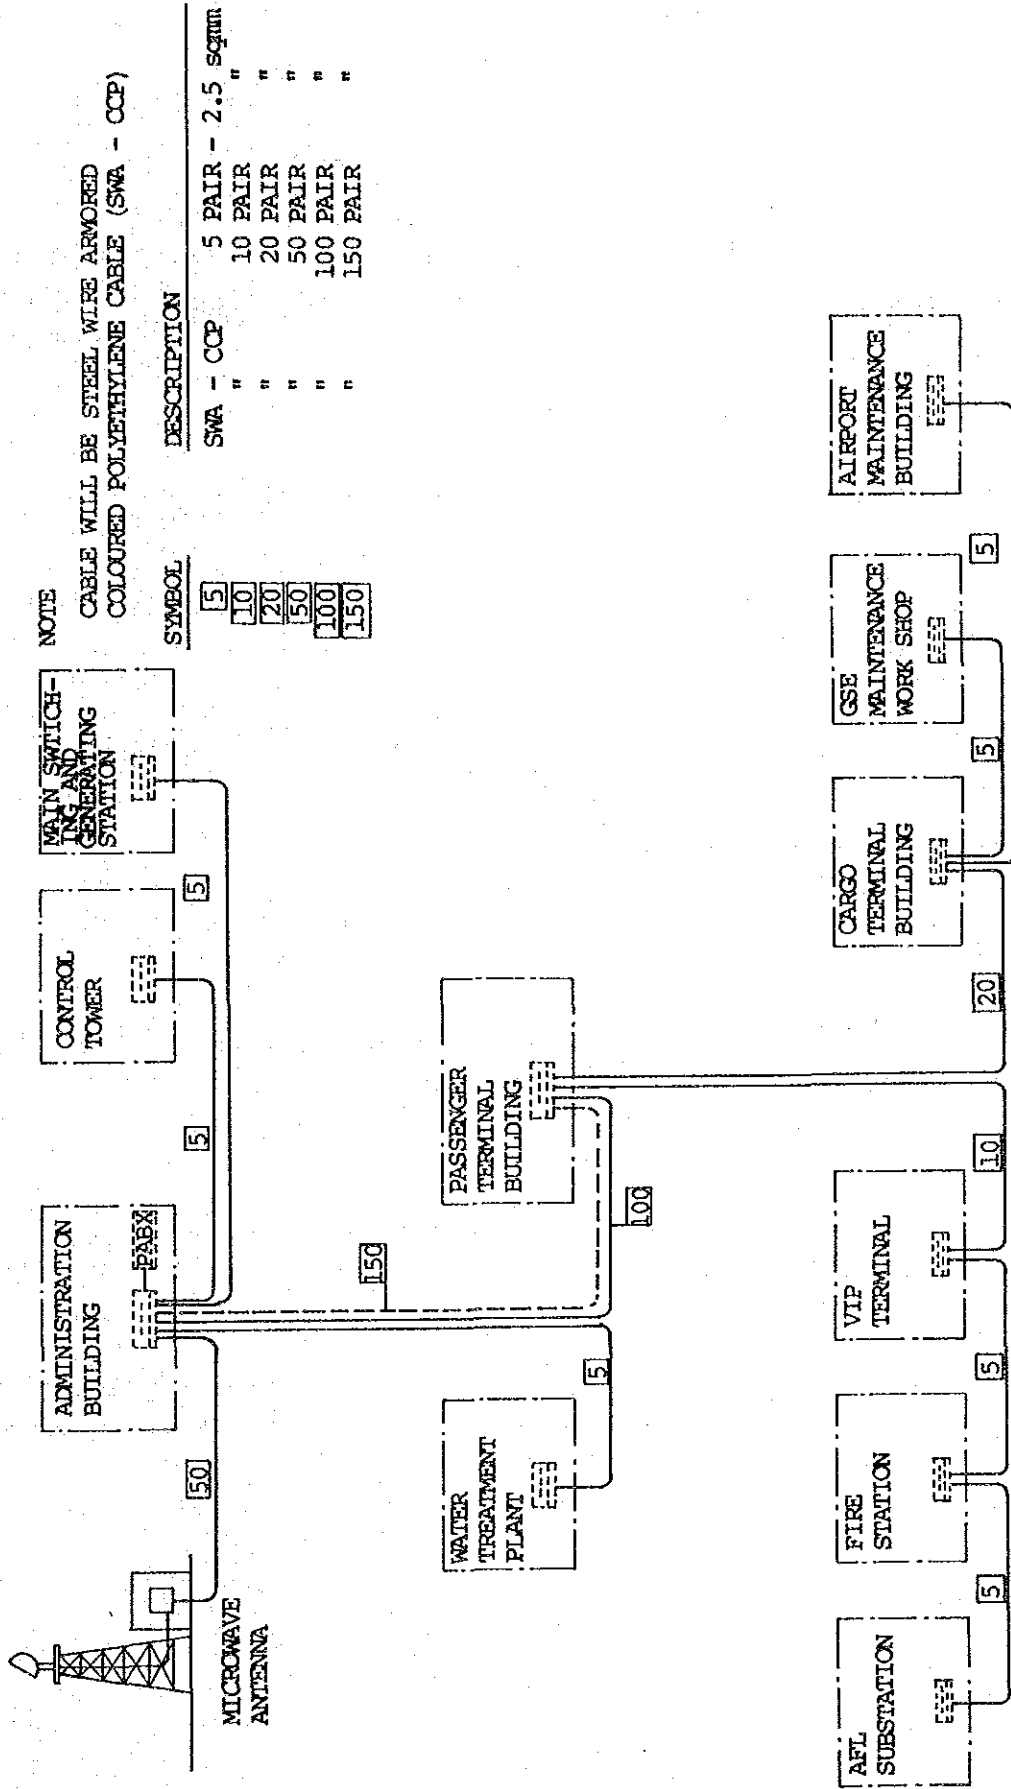 NOTE
CABLE WILL BE STEEL WIRE ARMORED
COLOURED POLYETHYLENE CABLE (SWA - CCP)
SYMBOL DESCRIPTION
5 SWA - CCP 5 PAIR - 2.5 sqmm
10 " 10 PAIR "
20 " 20 PAIR "
50 " 50 PAIR "
100 " 100 PAIR "
150 " 150 PAIR "
MICROWAVE
ANTENNA
50
ADMINISTRATION
BUILDING
PABX
5
CONTROL
TOWER
5
MAIN SWTICH-
ING AND
GENERATING
STATION
150
WATER
TREATMENT
PLANT
5
100
PASSENGER
TERMINAL
BUILDING
AFL
SUBSTATION
5
FIRE
STATION
5
VIP
TERMINAL
10
20
CARGO
TERMINAL
BUILDING
5
GSE
MAINTENANCE
WORK SHOP
5
AIRPORT
MAINTENANCE
BUILDING